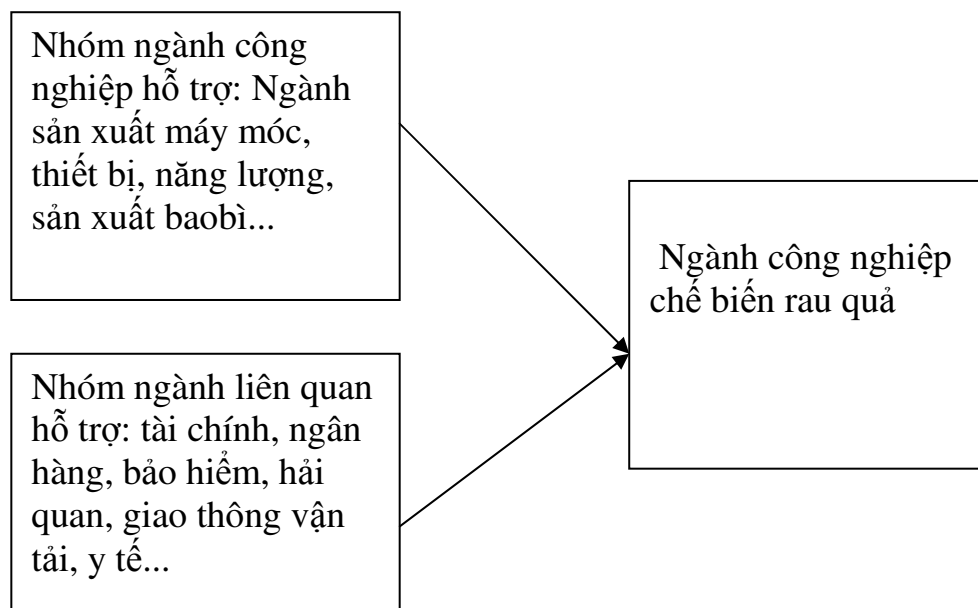 Nhóm ngành công
nghiệp hỗ trợ: Ngành
sản xuất máy móc,
thiết bị, năng lượng,
sản xuất baobì...
Ngành công nghiệp
chế biến rau quả
Nhóm ngành liên quan
hỗ trợ: tài chính, ngân
hàng, bảo hiểm, hải
quan, giao thông vận
tải, y tế...